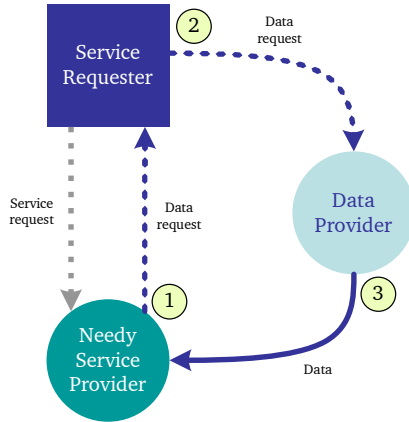 2
Data
request
Service
Requester
Service
request
Data
request
Data
Provider
1
3
Needy
Service
Provider
Data